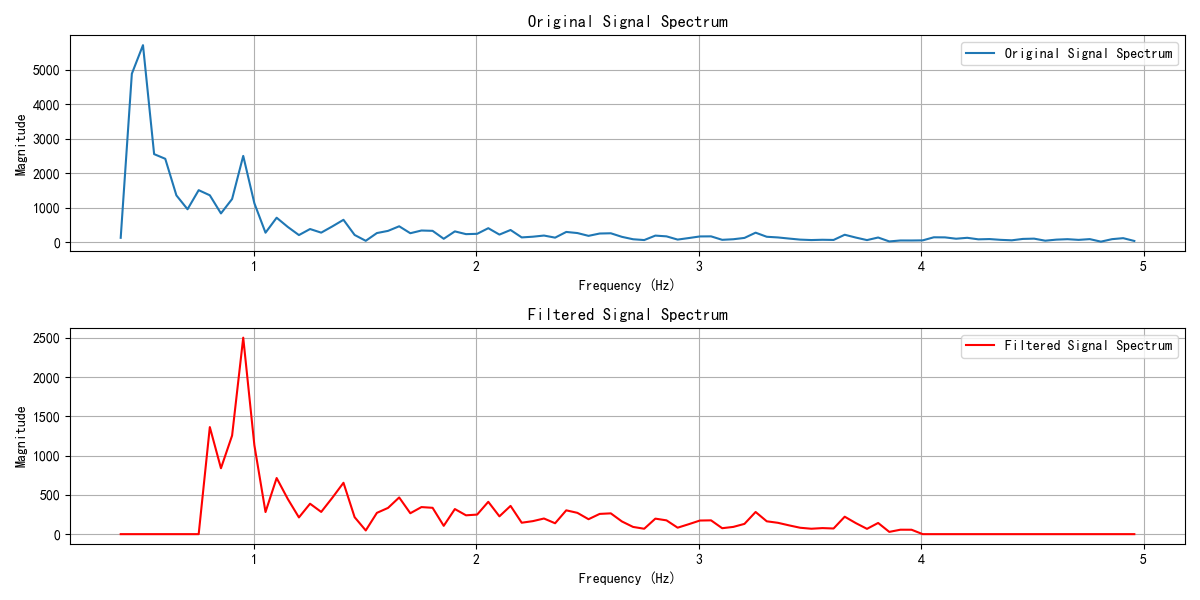 Original Signal Spectrum
Original Signal Spectrum
Magnitude
5000
4000
3000
2000
1000
0
1
2
3
4
5
Frequency (Hz)
Filtered Signal Spectrum
Filtered Signal Spectrum
Magnitude
2500
2000
1500
1000
500
0
1
2
3
4
5
Frequency (Hz)